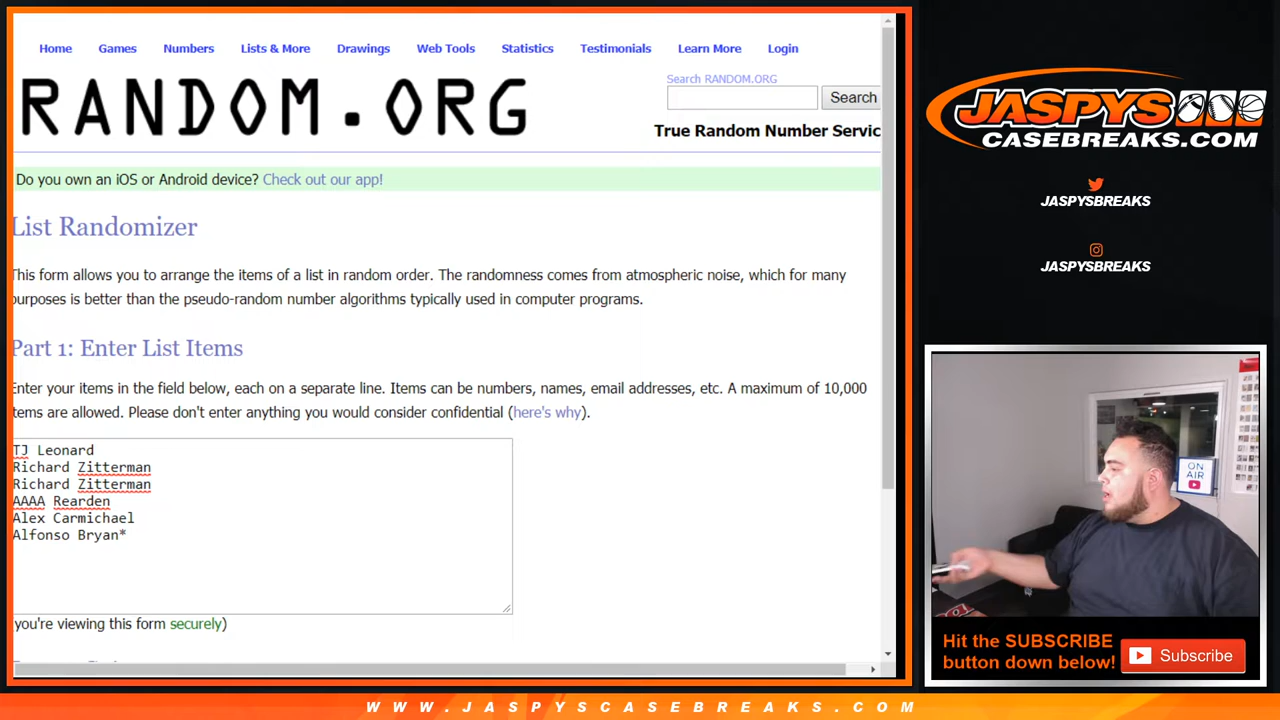 Home Games Numbers Lists & More Drawings Web Tools Statistics Testimonials Learn More Login
RANDOM.ORG
Search RANDOM.ORG
Search
True Random Number Servic
Do you own an iOS or Android device? Check out our app!
List Randomizer
This form allows you to arrange the items of a list in random order. The randomness comes from atmospheric noise, which for many
purposes is better than the pseudo-random number algorithms typically used in computer programs.
Part 1: Enter List Items
Enter your items in the field below, each on a separate line. Items can be numbers, names, email addresses, etc. A maximum of 10,000
items are allowed. Please don't enter anything you would consider confidential (here's why).
TJ Leonard
Richard Zitterman
Richard Zitterman
AAAA Rearden
Alex Carmichael
Alfonso Bryan*
you're viewing this form securely)
JASPYS
CASEBREAKS.COM
JASPYSBREAKS
JASPYSBREAKS
ON
AIR
Hit the SUBSCRIBE
button down below!
Subscribe
WWW.JASPYSCASEBREAKS.COM